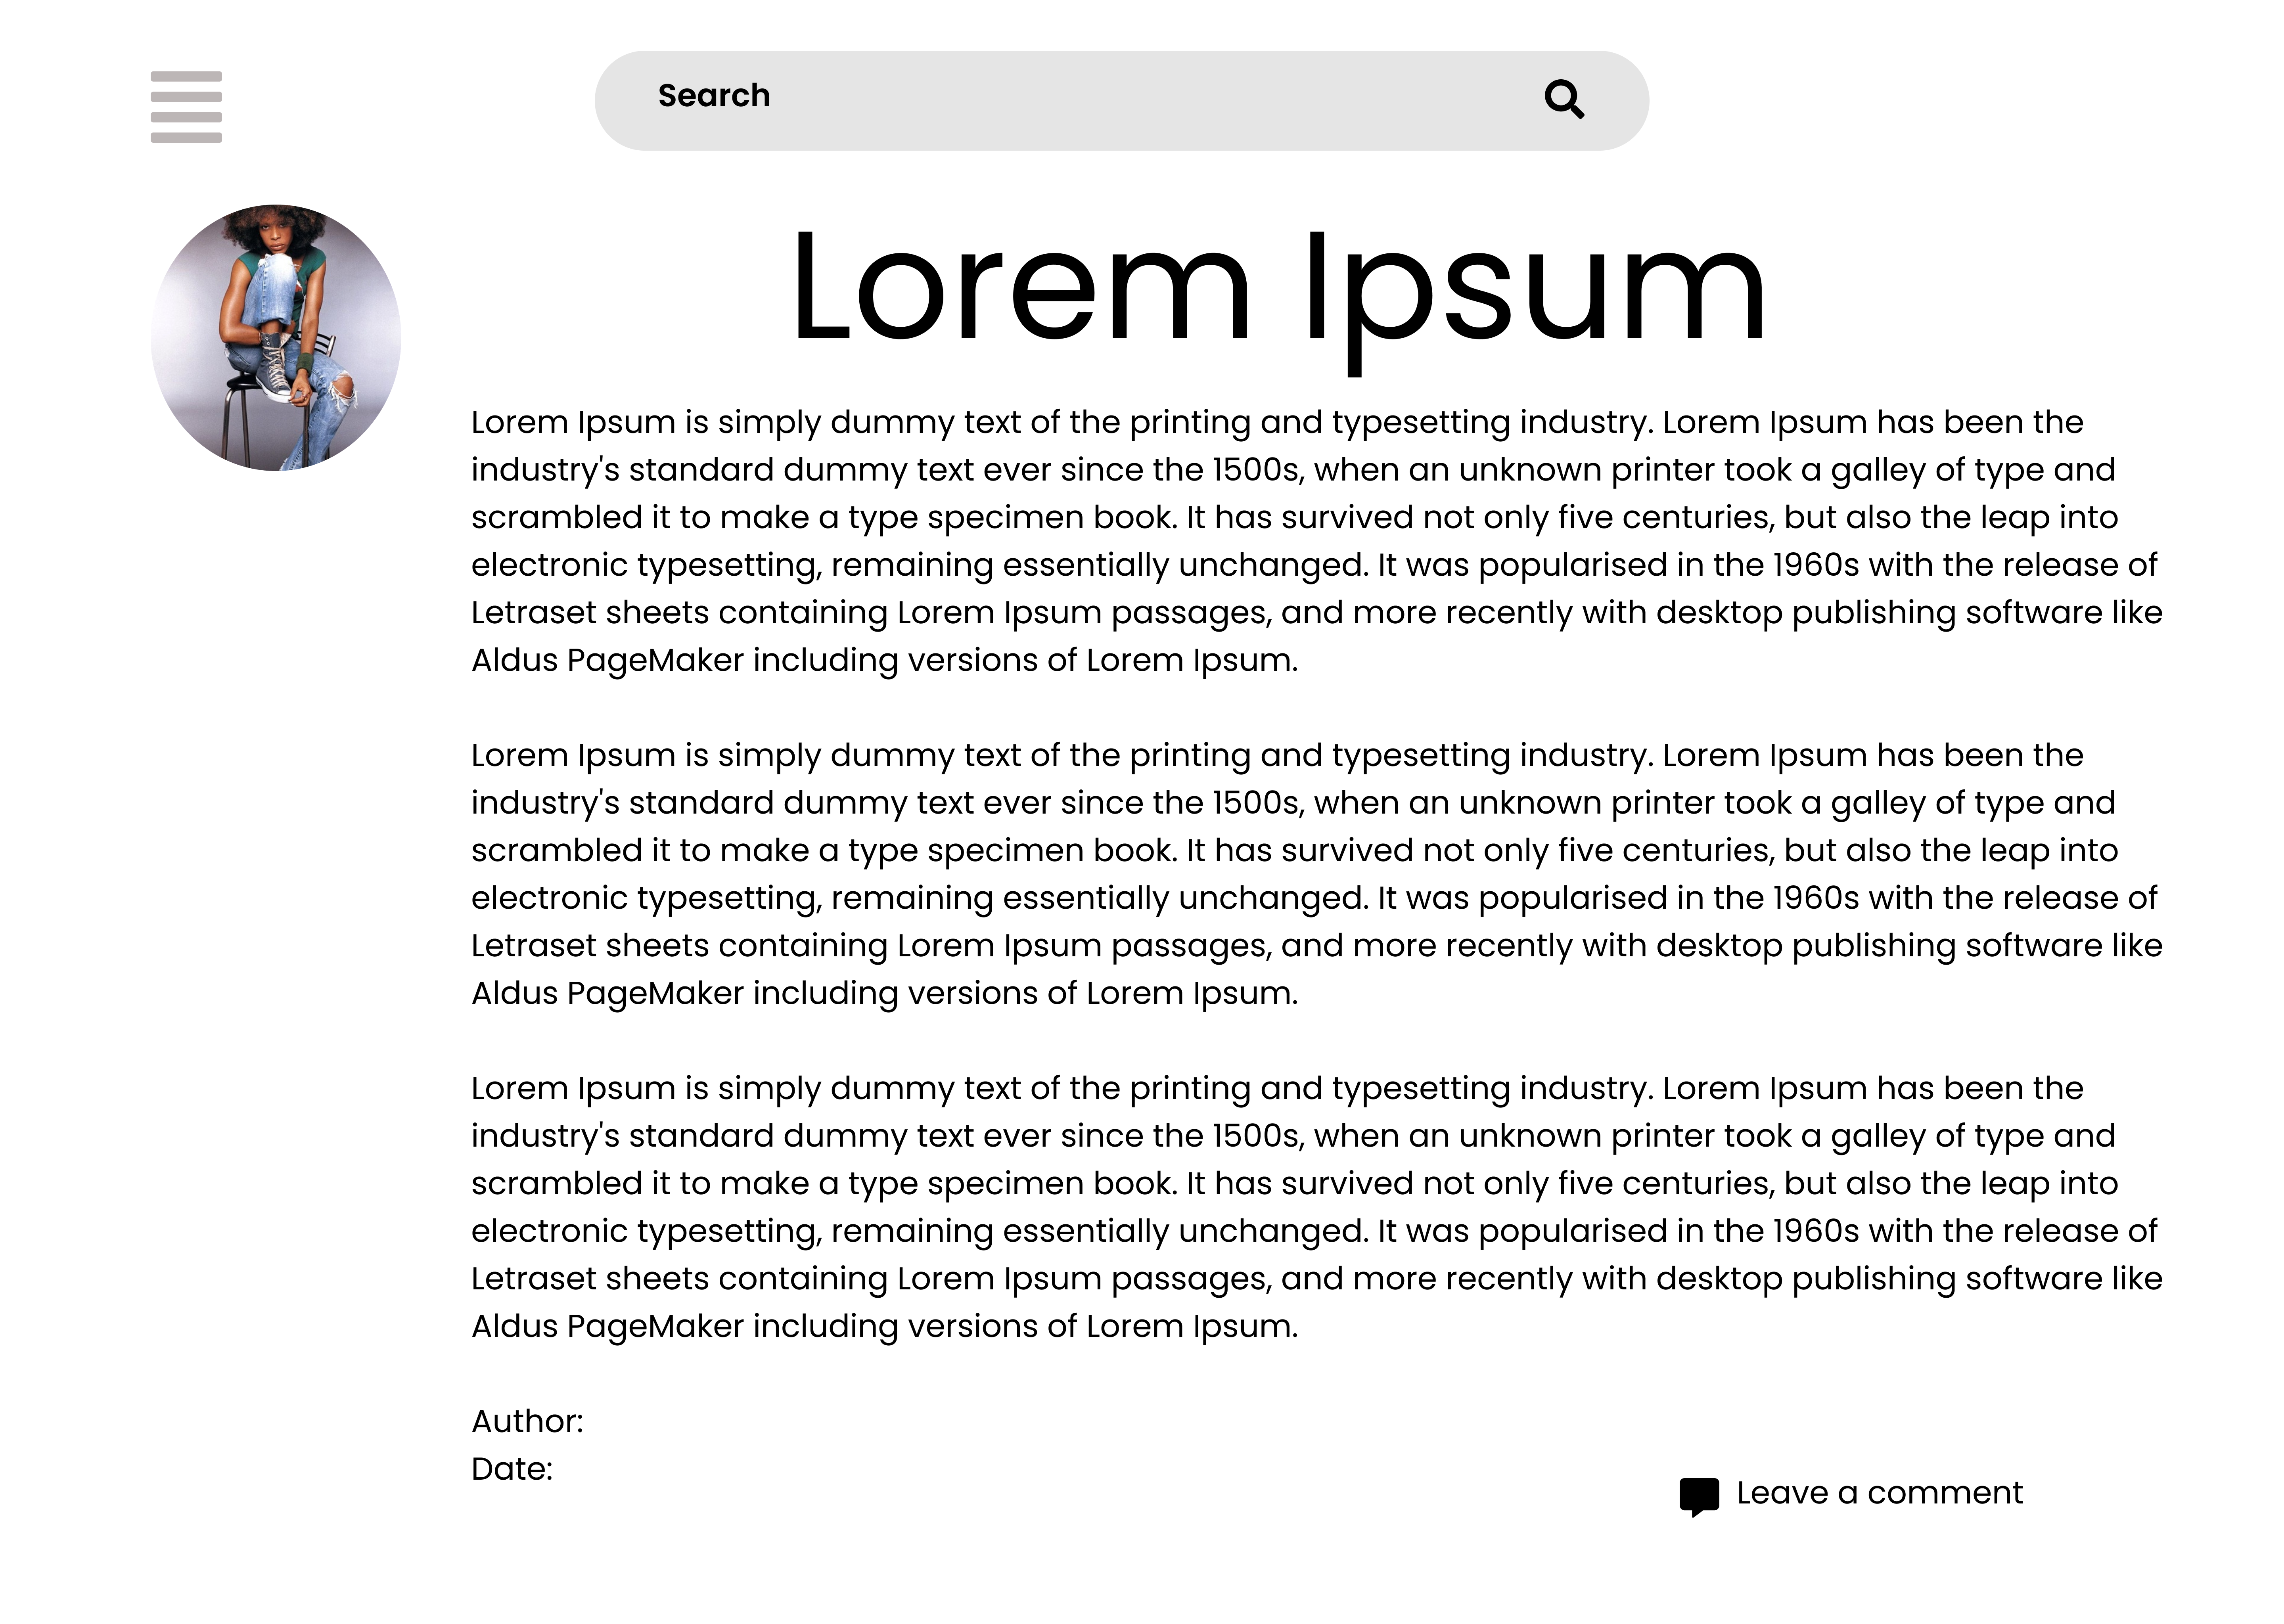 Search
Lorem Ipsum
Lorem Ipsum is simply dummy text of the printing and typesetting industry. Lorem Ipsum has been the
industry's standard dummy text ever since the 1500s, when an unknown printer took a galley of type and
scrambled it to make a type specimen book. It has survived not only five centuries, but also the leap into
electronic typesetting, remaining essentially unchanged. It was popularised in the 1960s with the release of
Letraset sheets containing Lorem Ipsum passages, and more recently with desktop publishing software like
Aldus PageMaker including versions of Lorem Ipsum.
Lorem Ipsum is simply dummy text of the printing and typesetting industry. Lorem Ipsum has been the
industry's standard dummy text ever since the 1500s, when an unknown printer took a galley of type and
scrambled it to make a type specimen book. It has survived not only five centuries, but also the leap into
electronic typesetting, remaining essentially unchanged. It was popularised in the 1960s with the release of
Letraset sheets containing Lorem Ipsum passages, and more recently with desktop publishing software like
Aldus PageMaker including versions of Lorem Ipsum.
Lorem Ipsum is simply dummy text of the printing and typesetting industry. Lorem Ipsum has been the
industry's standard dummy text ever since the 1500s, when an unknown printer took a galley of type and
scrambled it to make a type specimen book. It has survived not only five centuries, but also the leap into
electronic typesetting, remaining essentially unchanged. It was popularised in the 1960s with the release of
Letraset sheets containing Lorem Ipsum passages, and more recently with desktop publishing software like
Aldus PageMaker including versions of Lorem Ipsum.
Author:
Date:
Leave a comment